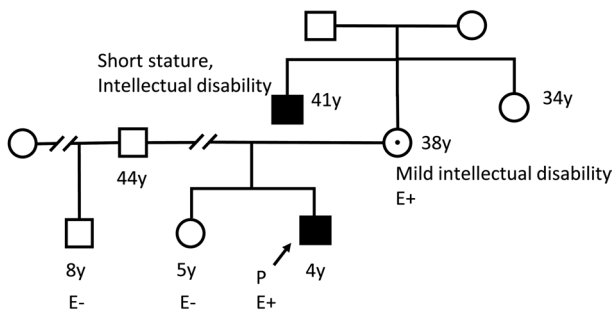 Short stature,
Intellectual disability
41y
34y
38y
Mild intellectual disability
E+
44y
8y
E-
5y
E-
P
E+
4y